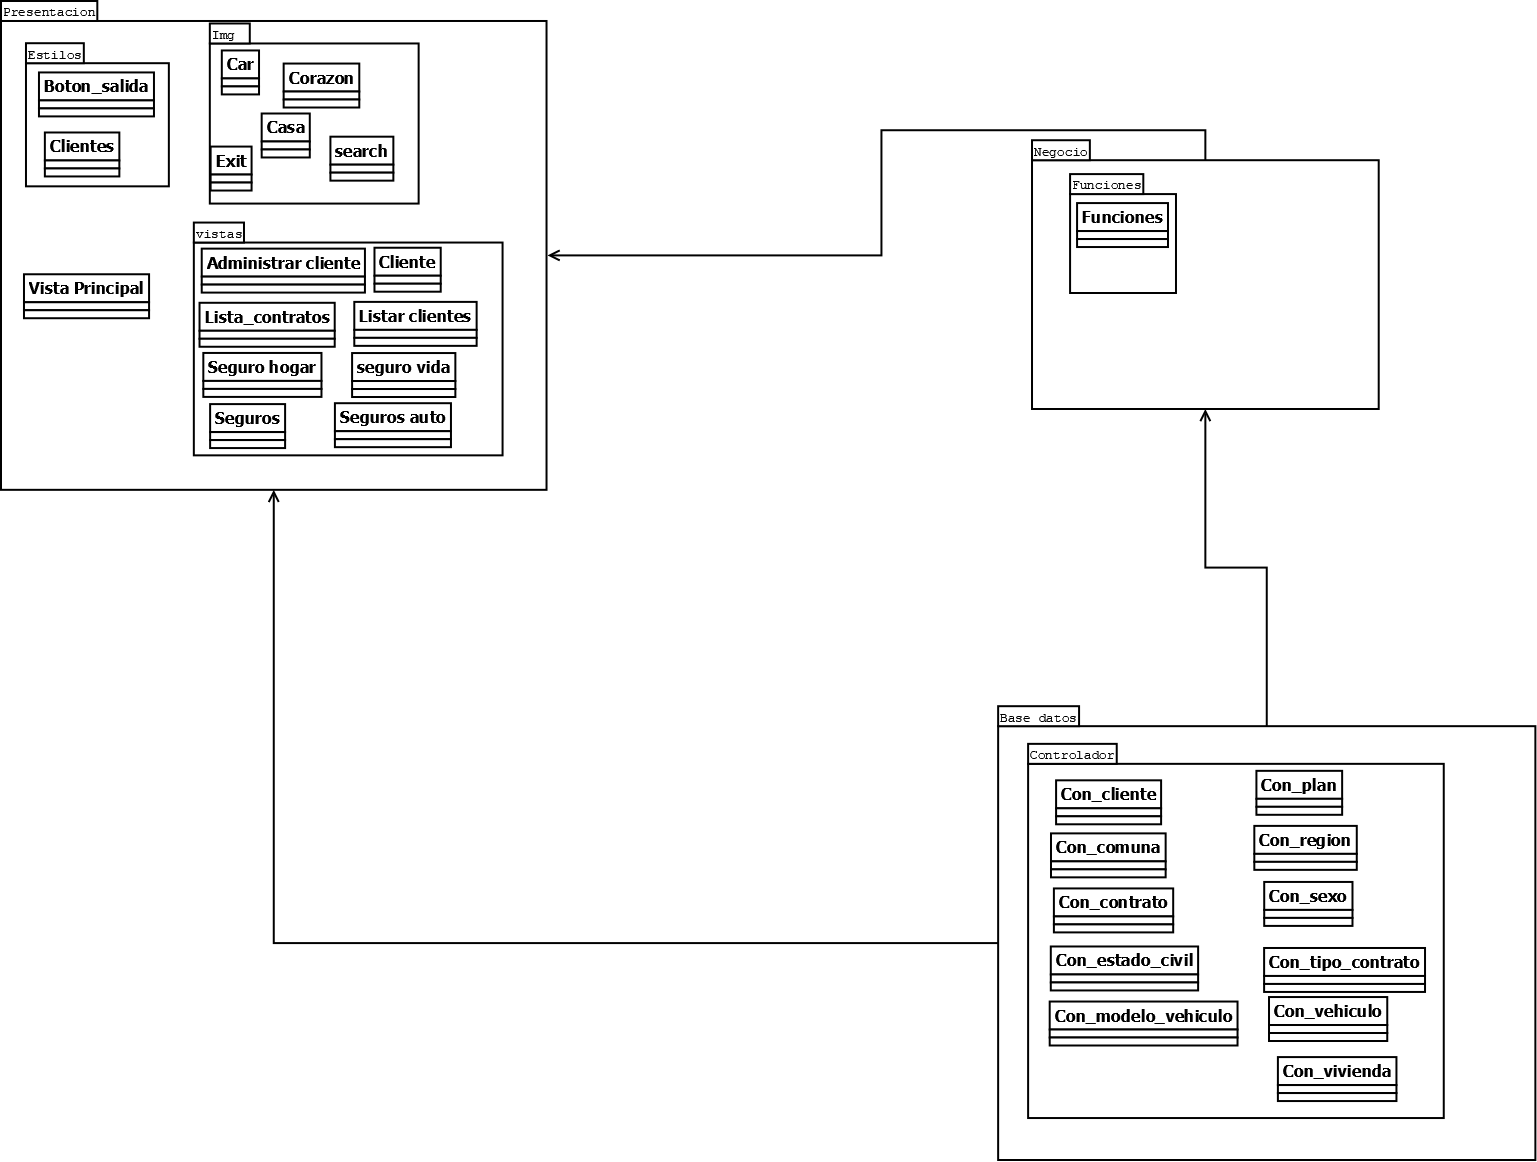 Presentacion
Estilos
Boton_salida
Clientes
Img
Car
Corazon
Casa
Exit
search
vistas
Administrar cliente
Cliente
Lista_contratos
Listar clientes
Seguro hogar
seguro vida
Seguros
Seguros auto
Vista Principal
Negocio
Funciones
Funciones
Base datos
Controlador
Con_cliente
Con_plan
Con_comuna
Con_region
Con_contrato
Con_sexo
Con_estado_civil
Con_tipo_contrato
Con_modelo_vehiculo
Con_vehiculo
Con_vivienda